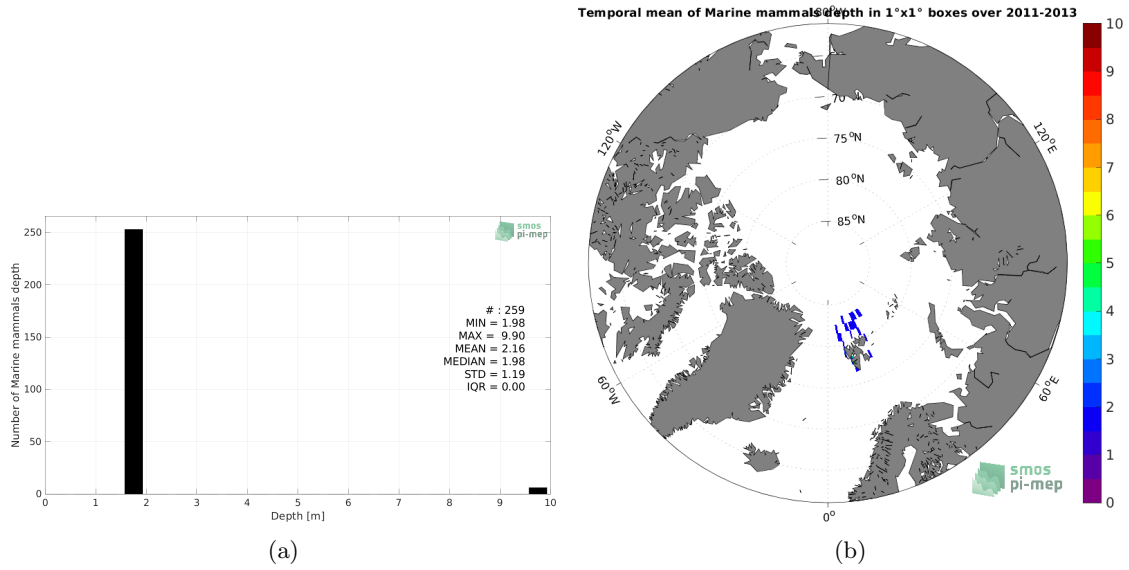 Number of Marine mammals depth
250
200
150
100
50
0
smos
pi-mep
# : 259
MIN = 1.98
MAX = 9.90
MEAN = 2.16
MEDIAN = 1.98
STD = 1.19
IQR = 0.00
0 1 2 3 4 5 6 7 8 9 10
Depth [m]
(a)
Temporal mean of Marine mammals depth in 1°x1° boxes over 2011-2013
180°W
120°W
120°E
70°N
75°N
80°N
85°N
60°W
60°E
0°
smos
pi-mep
10
9
8
7
6
5
4
3
2
1
0
(b)